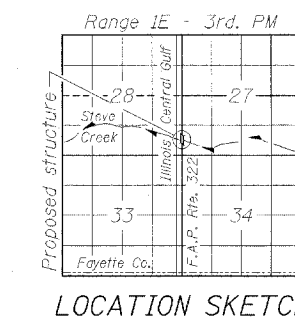 Range 1E - 3rd. PM
28
27
Stove
Creek
Illinois Central Gulf
Proposed structure
F.A.P. Rte. 322
33
34
Fayette Co.
LOCATION SKETC